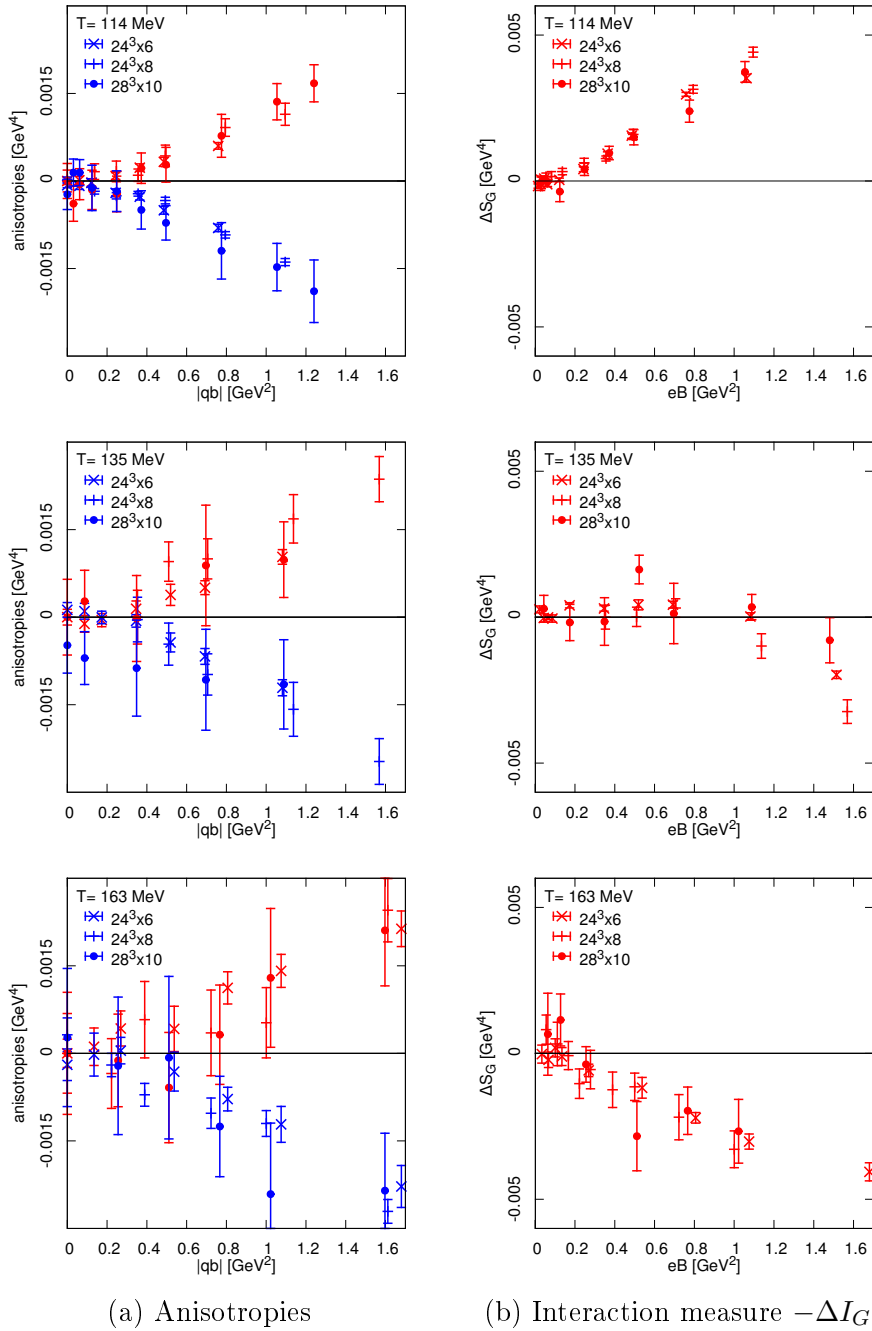 T= 114 MeV
24³x6
24³x8
28³x10
anisotropies [GeV⁴]
0.0015
0
-0.0015
0 0.2 0.4 0.6 0.8 1 1.2 1.4 1.6
|qb| [GeV²]
T= 114 MeV
24³x6
24³x8
28³x10
ΔS_G [GeV⁴]
0.005
0
-0.005
0 0.2 0.4 0.6 0.8 1 1.2 1.4 1.6
eB [GeV²]
T= 135 MeV
24³x6
24³x8
28³x10
anisotropies [GeV⁴]
0.0015
0
-0.0015
0 0.2 0.4 0.6 0.8 1 1.2 1.4 1.6
|qb| [GeV²]
T= 135 MeV
24³x6
24³x8
28³x10
ΔS_G [GeV⁴]
0.005
0
-0.005
0 0.2 0.4 0.6 0.8 1 1.2 1.4 1.6
eB [GeV²]
T= 163 MeV
24³x6
24³x8
28³x10
anisotropies [GeV⁴]
0.0015
0
-0.0015
0 0.2 0.4 0.6 0.8 1 1.2 1.4 1.6
|qb| [GeV²]
T= 163 MeV
24³x6
24³x8
28³x10
ΔS_G [GeV⁴]
0.005
0
-0.005
0 0.2 0.4 0.6 0.8 1 1.2 1.4 1.6
eB [GeV²]
(a) Anisotropies
(b) Interaction measure −ΔI_G